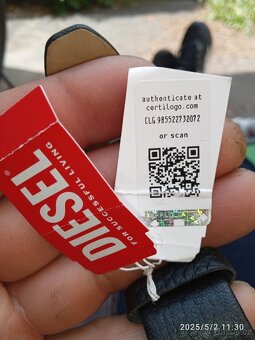 authenticate at
certilogo.com
CLG 985522732072
or scan
DIESEL®
FOR SUCCESSFUL LIVING
2025/5/2 11:30